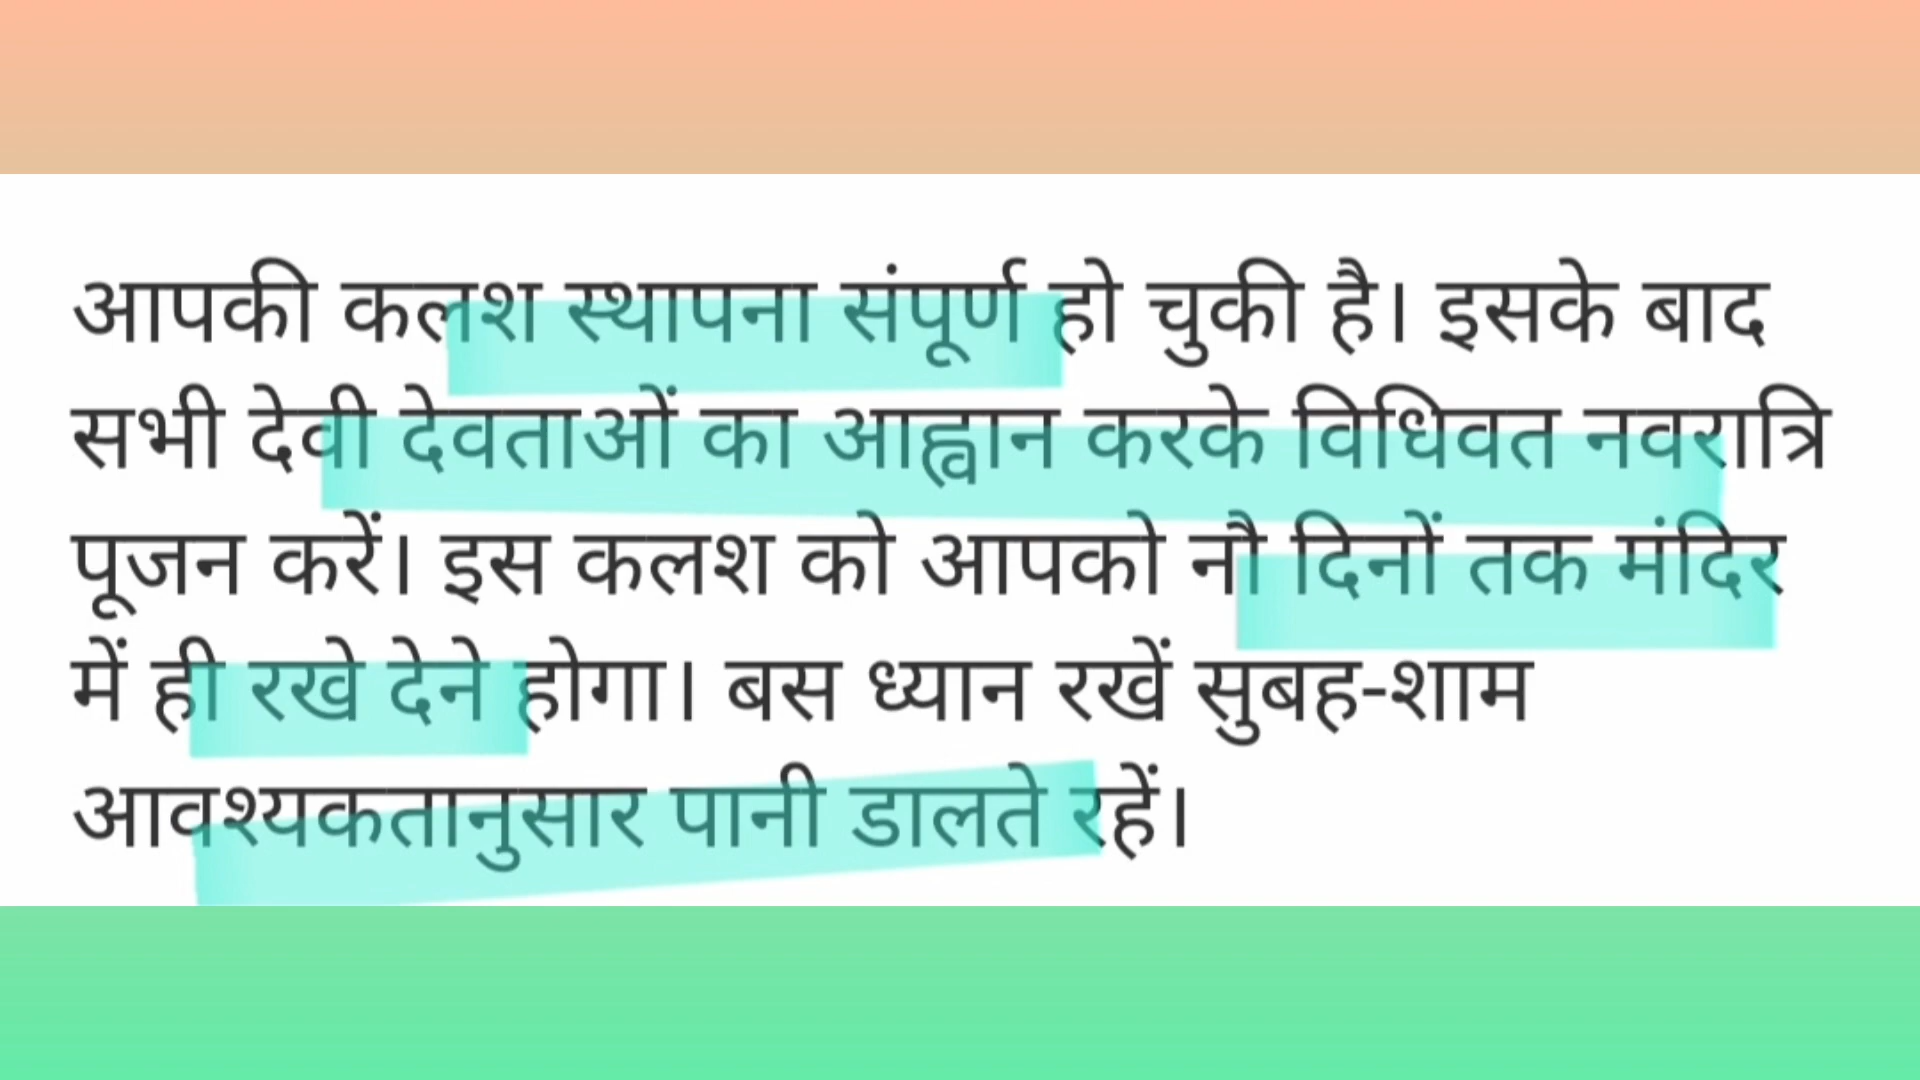 आपकी कलश स्थापना संपूर्ण हो चुकी है। इसके बाद
सभी देवी देवताओं का आह्वान करके विधिवत नवरात्रि
पूजन करें। इस कलश को आपको नौ दिनों तक मंदिर
में ही रखे देने होगा। बस ध्यान रखें सुबह-शाम
आवश्यकतानुसार पानी डालते रहें।